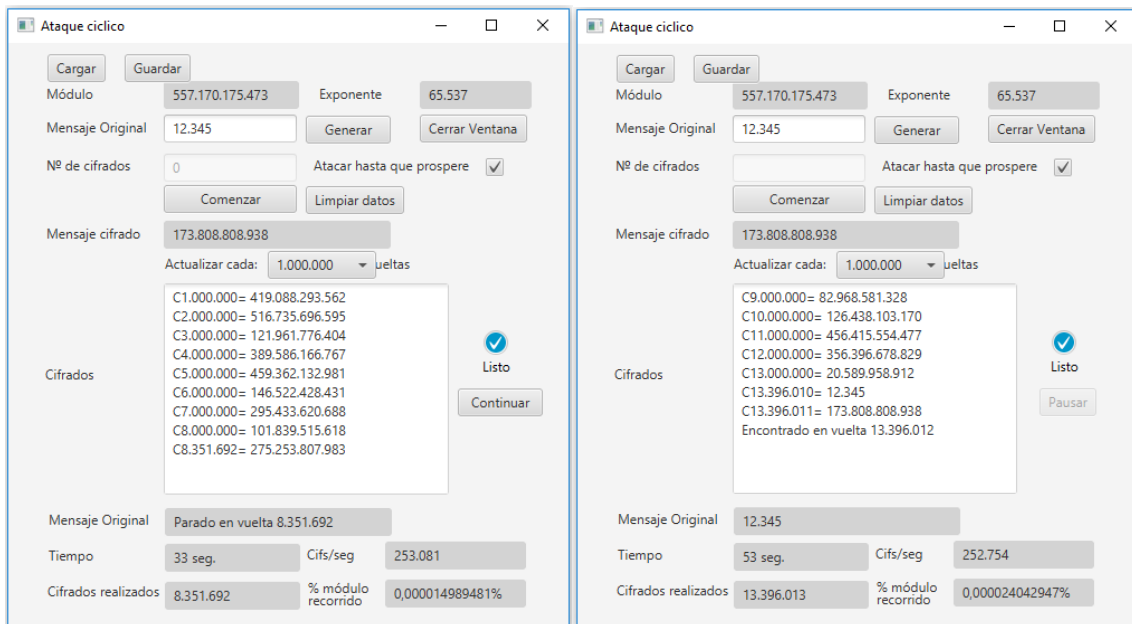 Ataque ciclico
Cargar Guardar
Módulo 557.170.175.473 Exponente 65.537
Mensaje Original 12.345 Generar Cerrar Ventana
Nº de cifrados 0 Atacar hasta que prospere
Comenzar Limpiar datos
Mensaje cifrado 173.808.808.938
Actualizar cada: 1.000.000 ueltas
C1.000.000= 419.088.293.562
C2.000.000= 516.735.696.595
C3.000.000= 121.961.776.404
C4.000.000= 389.586.166.767
C5.000.000= 459.362.132.981
C6.000.000= 146.522.428.431
C7.000.000= 295.433.620.688
C8.000.000= 101.839.515.618
C8.351.692= 275.253.807.983
Cifrados
Listo
Continuar
Mensaje Original Parado en vuelta 8.351.692
Tiempo 33 seg. Cifs/seg 253.081
Cifrados realizados 8.351.692 % módulo recorrido 0,000014989481%
Ataque ciclico
Cargar Guardar
Módulo 557.170.175.473 Exponente 65.537
Mensaje Original 12.345 Generar Cerrar Ventana
Nº de cifrados Atacar hasta que prospere
Comenzar Limpiar datos
Mensaje cifrado 173.808.808.938
Actualizar cada: 1.000.000 ueltas
C9.000.000= 82.968.581.328
C10.000.000= 126.438.103.170
C11.000.000= 456.415.554.477
C12.000.000= 356.396.678.829
C13.000.000= 20.589.958.912
C13.396.010= 12.345
C13.396.011= 173.808.808.938
Encontrado en vuelta 13.396.012
Cifrados
Listo
Pausar
Mensaje Original 12.345
Tiempo 53 seg. Cifs/seg 252.754
Cifrados realizados 13.396.013 % módulo recorrido 0,000024042947%